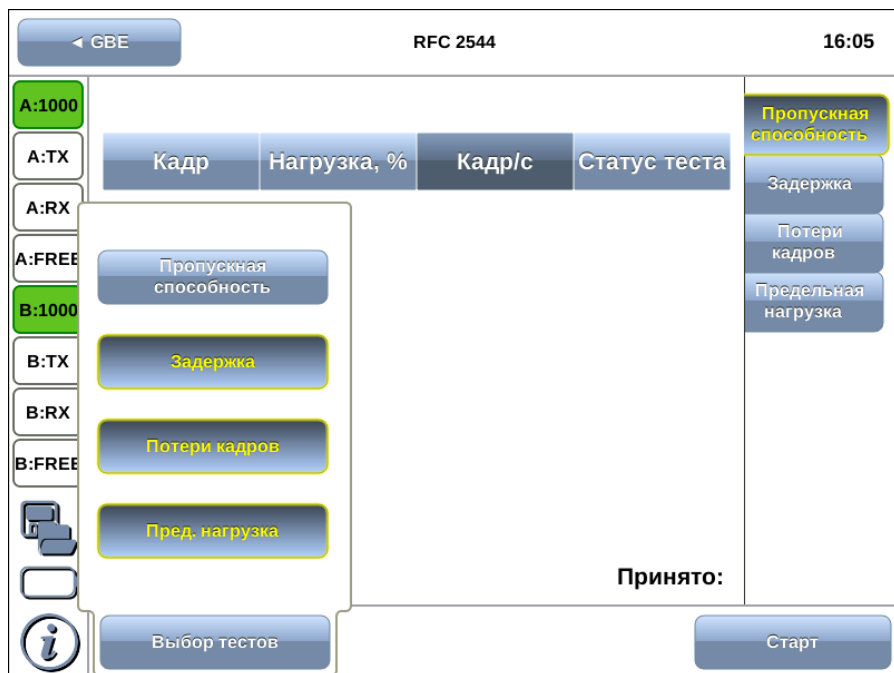 ◄ GBE
RFC 2544
16:05
A:1000
A:TX
A:RX
A:FREE
B:1000
B:TX
B:RX
B:FREE
Кадр
Нагрузка, %
Кадр/с
Статус теста
Пропускная
способность
Задержка
Потери кадров
Пред. нагрузка
Выбор тестов
Принято:
Пропускная
способность
Задержка
Потери
кадров
Предельная
нагрузка
i
Старт